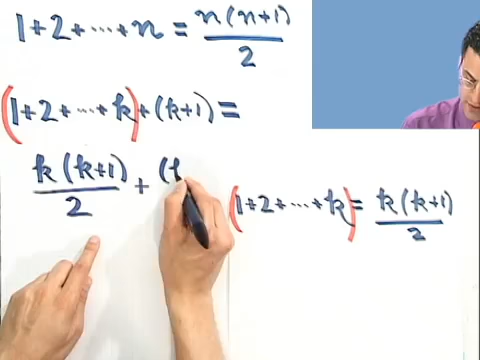 1+2+...+n = n(n+1)/2
(1+2+...+k)+(k+1)=
k(k+1)/2 + (
(1+2+...+k) = k(k+1)/2